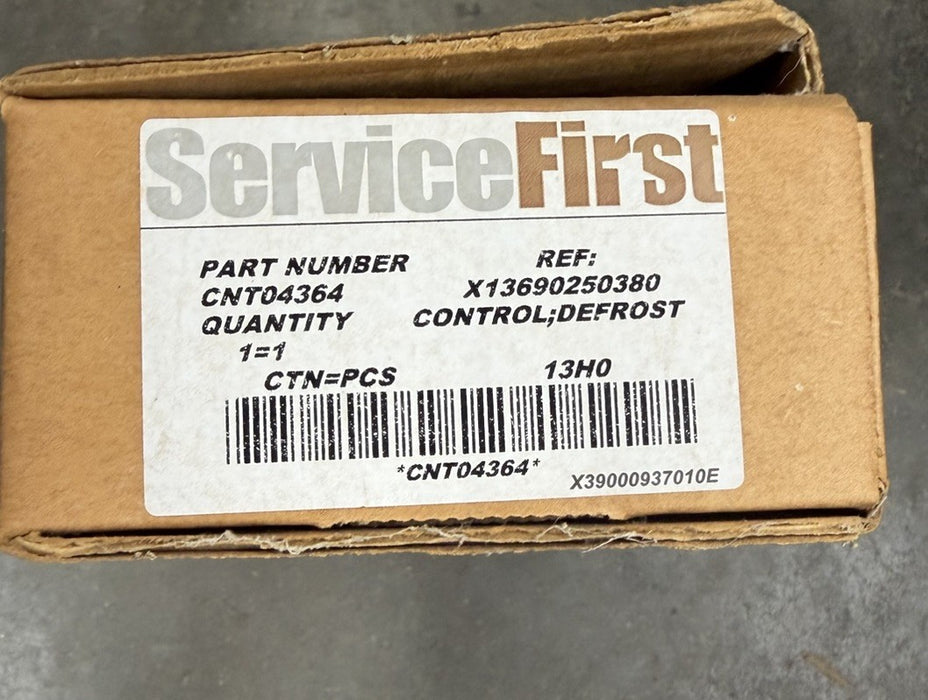 ServiceFirst
PART NUMBER
CNT04364
QUANTITY
1=1
CTN=PCS
REF:
X13690250380
CONTROL;DEFROST
13H0
*CNT04364*
X39000937010E